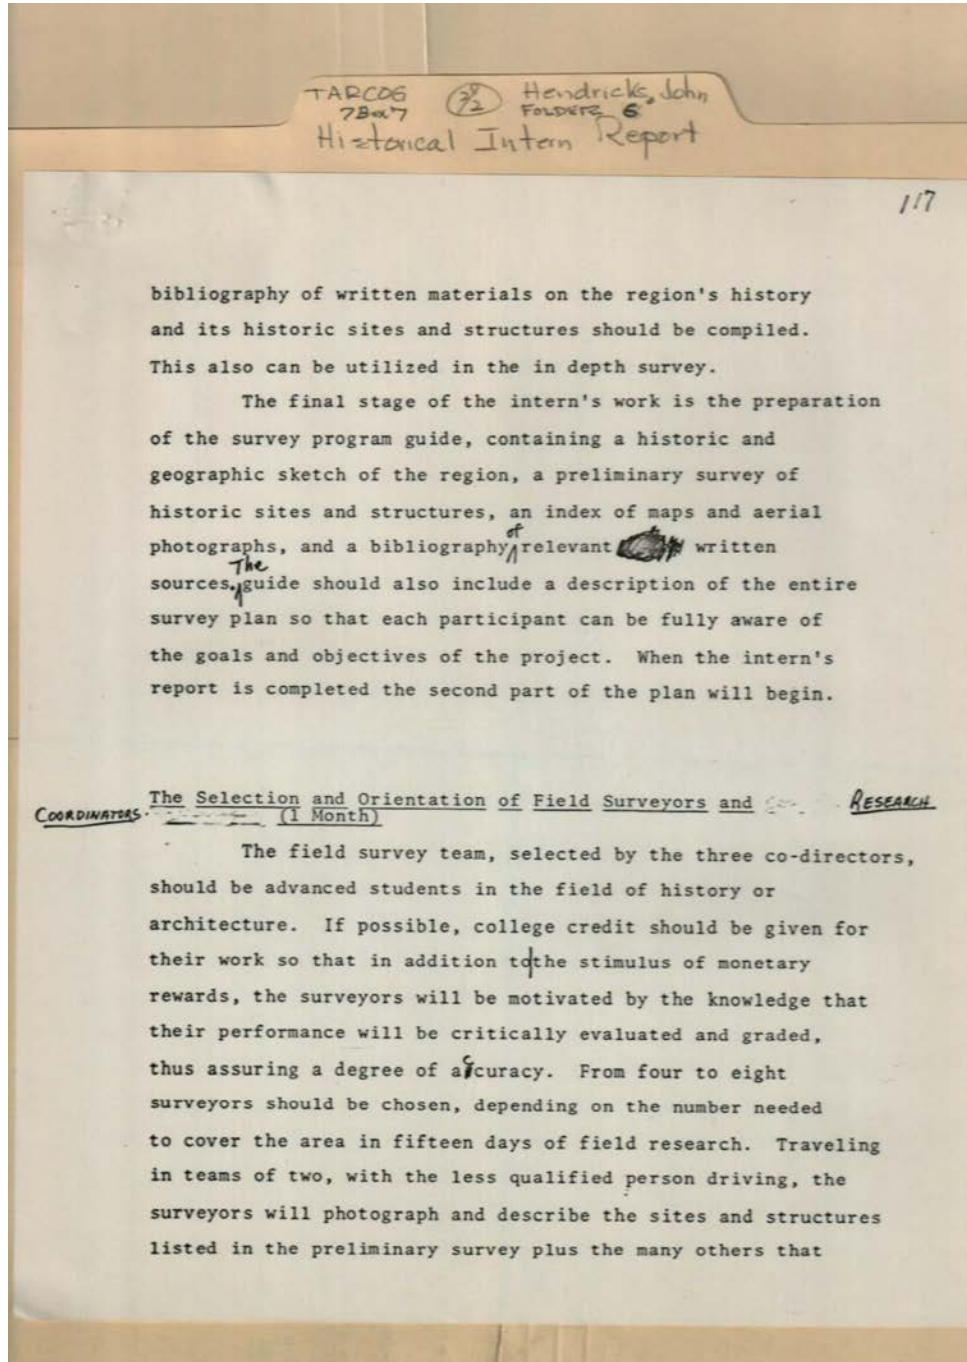 TARCOG
Hendricks, John
7Box7
FOLDER 6
Historical Intern Report
117
bibliography of written materials on the region's history
and its historic sites and structures should be compiled.
This also can be utilized in the in depth survey.
The final stage of the intern's work is the preparation
of the survey program guide, containing a historic and
geographic sketch of the region, a preliminary survey of
historic sites and structures, an index of maps and aerial
photographs, and a bibliography of relevant written
sources. The guide should also include a description of the entire
survey plan so that each participant can be fully aware of
the goals and objectives of the project. When the intern's
report is completed the second part of the plan will begin.
The Selection and Orientation of Field Surveyors and RESEARCH
COORDINATORS. (1 Month)
The field survey team, selected by the three co-directors,
should be advanced students in the field of history or
architecture. If possible, college credit should be given for
their work so that in addition to the stimulus of monetary
rewards, the surveyors will be motivated by the knowledge that
their performance will be critically evaluated and graded,
thus assuring a degree of accuracy. From four to eight
surveyors should be chosen, depending on the number needed
to cover the area in fifteen days of field research. Traveling
in teams of two, with the less qualified person driving, the
surveyors will photograph and describe the sites and structures
listed in the preliminary survey plus the many others that